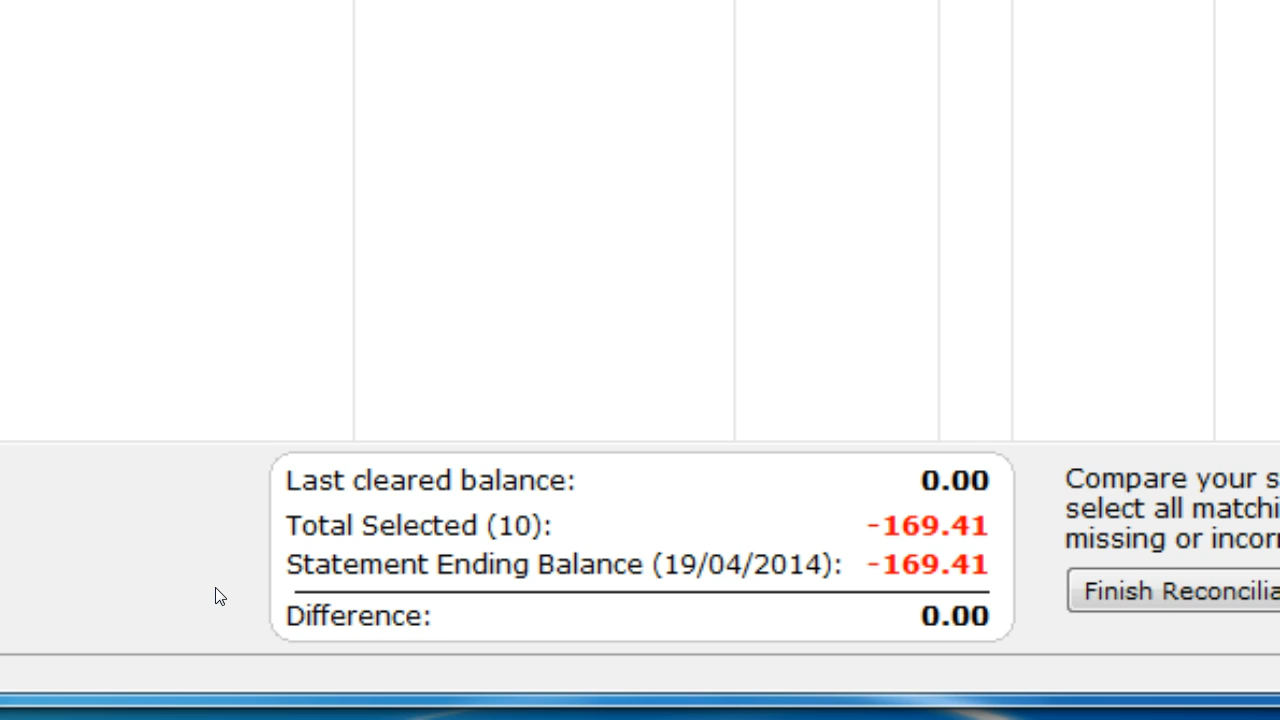 Last cleared balance: 0.00
Total Selected (10): -169.41
Statement Ending Balance (19/04/2014): -169.41
Difference: 0.00
Compare your s
select all matchi
missing or incor
Finish Reconcilia